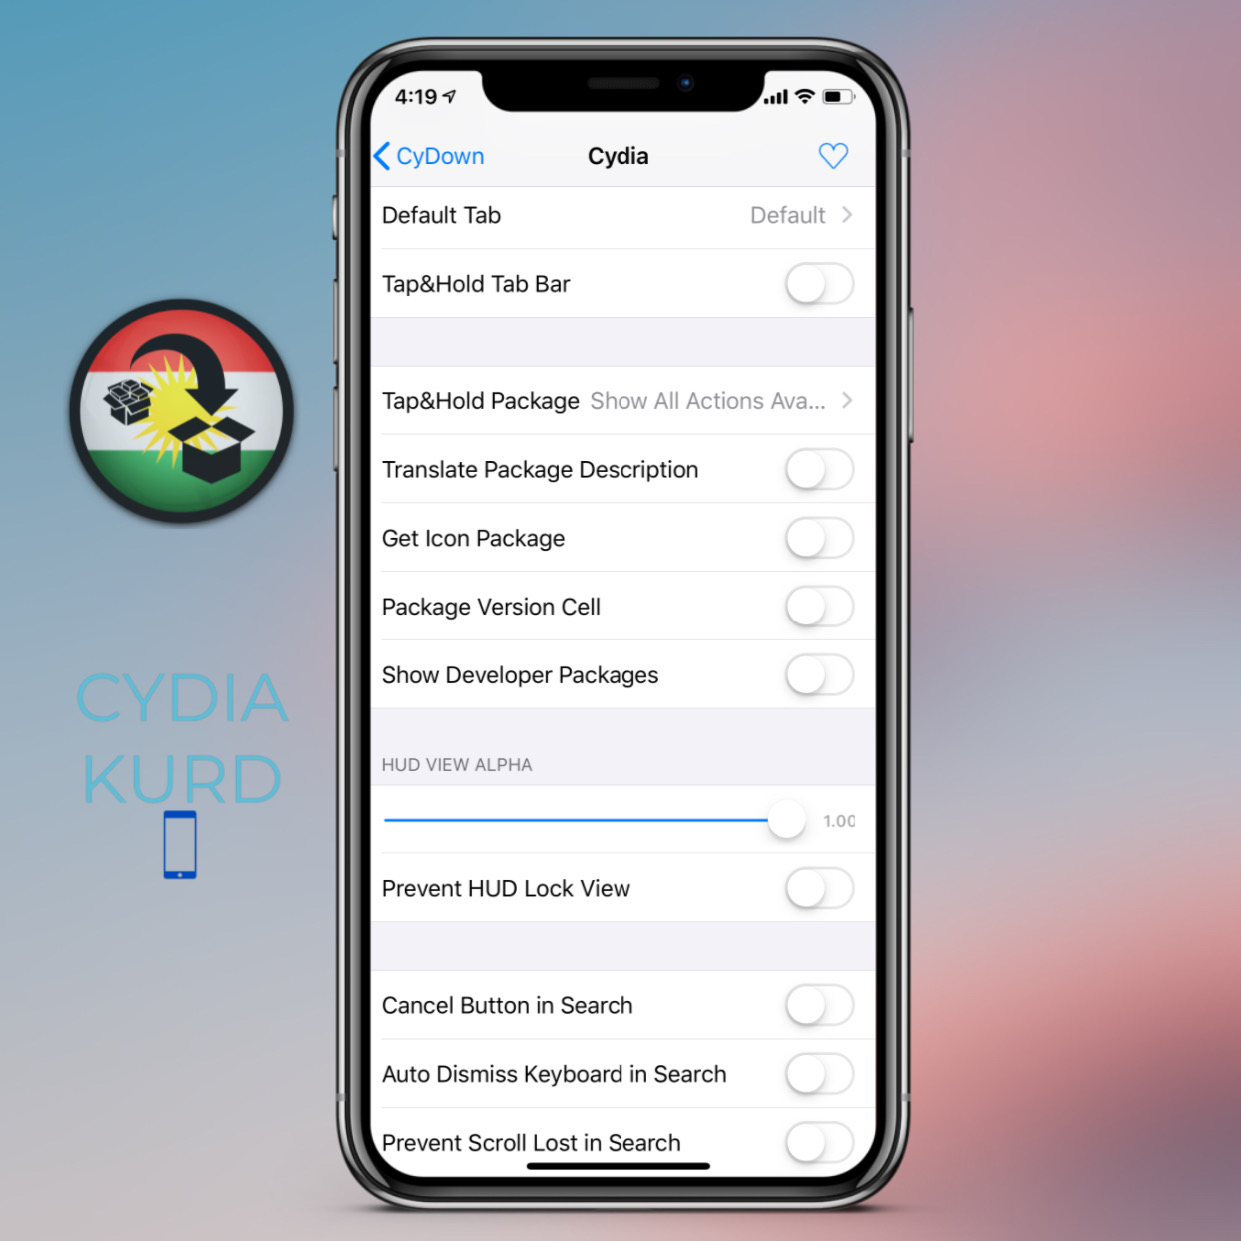 4:19
CyDown
Cydia
Default Tab
Default
Tap&Hold Tab Bar
Tap&Hold Package
Show All Actions Ava...
Translate Package Description
Get Icon Package
Package Version Cell
Show Developer Packages
HUD VIEW ALPHA
1.00
Prevent HUD Lock View
Cancel Button in Search
Auto Dismiss Keyboard in Search
Prevent Scroll Lost in Search
CYDIA
KURD